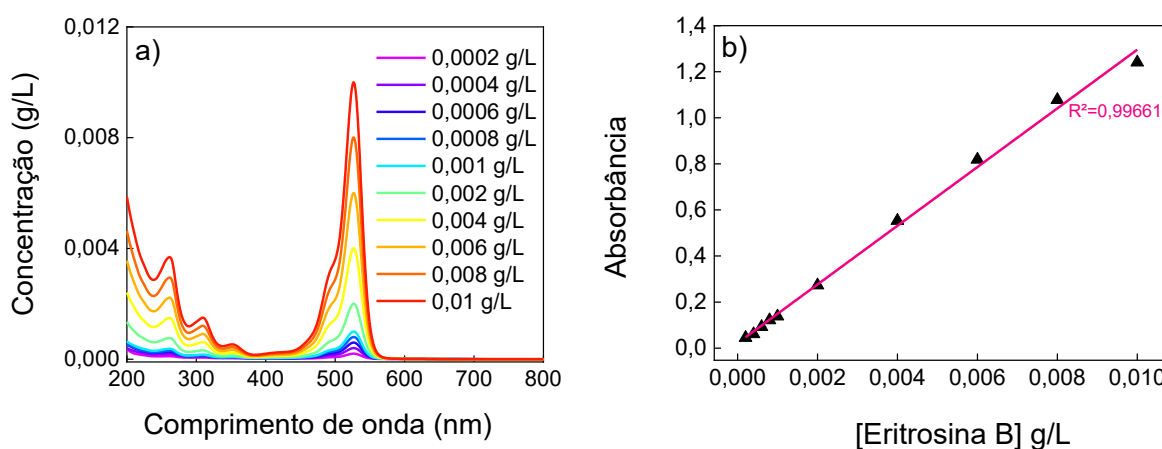 a)
Concentração (g/L)
0,012
0,008
0,004
0,000
200 300 400 500 600 700 800
Comprimento de onda (nm)
0,0002 g/L
0,0004 g/L
0,0006 g/L
0,0008 g/L
0,001 g/L
0,002 g/L
0,004 g/L
0,006 g/L
0,008 g/L
0,01 g/L
b)
Absorbância
1,4
1,2
1,0
0,8
0,6
0,4
0,2
0,0
0,000 0,002 0,004 0,006 0,008 0,010
[Eritrosina B] g/L
R²=0,99661